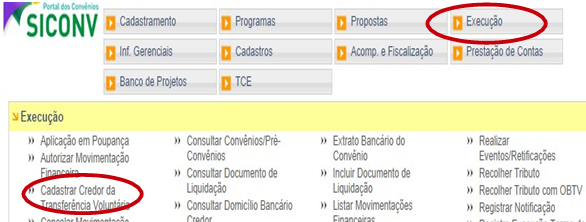 Portal dos Convênios
SICONV
Cadastramento
Programas
Propostas
Execução
Inf. Gerenciais
Cadastros
Acomp. e Fiscalização
Prestação de Contas
Banco de Projetos
TCE
Execução
Aplicação em Poupança
Autorizar Movimentação
Financeira
Cadastrar Credor da
Transferência Voluntária
Cancelar Movimentação
Consultar Convênios/Pré-
Convênios
Consultar Documento de
Liquidação
Consultar Domicílio Bancário
Credor
Extrato Bancário do
Convênio
Incluir Documento de
Liquidação
Listar Movimentações
Financeiras
Realizar
Eventos/Retificações
Recolher Tributo
Recolher Tributo com OBTV
Registrar Notificação